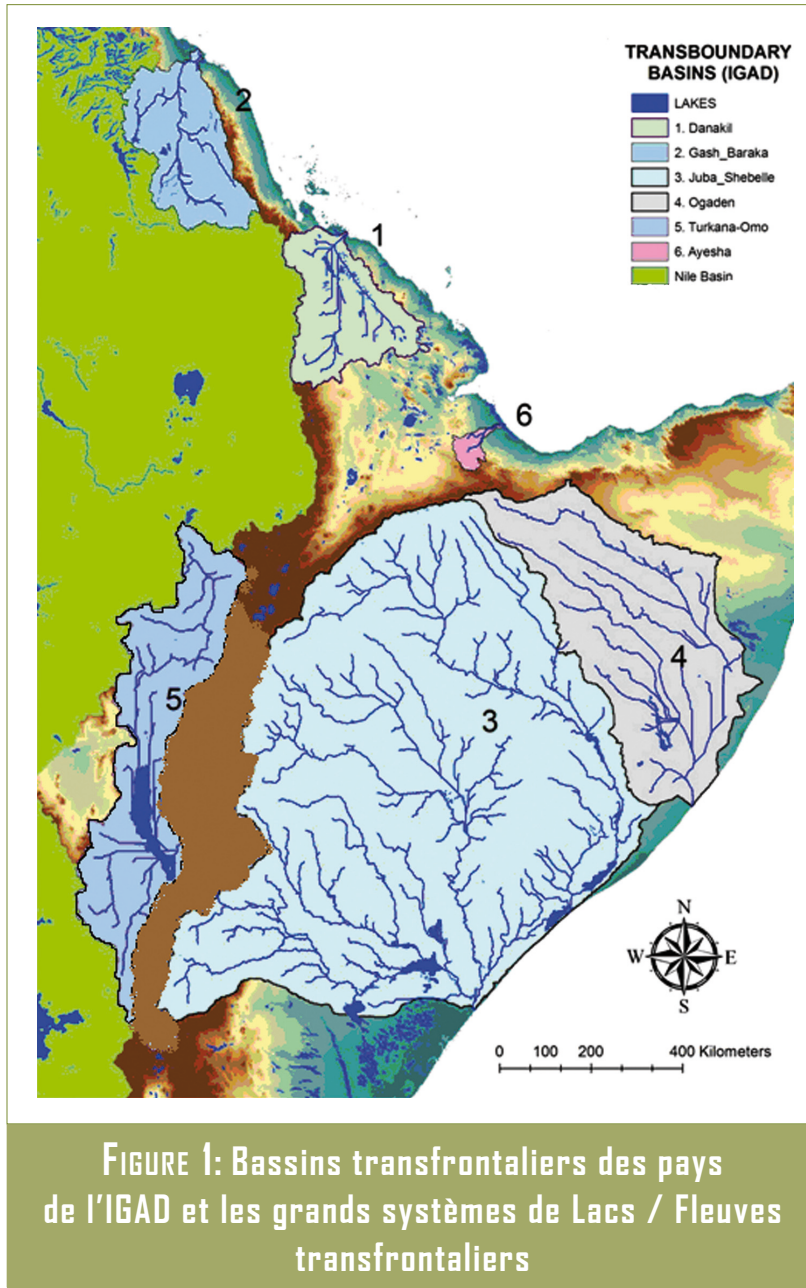 TRANSBOUNDARY
BASINS (IGAD)
LAKES
1. Danakil
2. Gash_Baraka
3. Juba_Shebelle
4. Ogaden
5. Turkana-Omo
6. Ayesha
Nile Basin
2
1
6
4
5
3
N
W E
S
0 100 200 400 Kilometers
FIGURE 1: Bassins transfrontaliers des pays
de l'IGAD et les grands systèmes de Lacs / Fleuves
transfrontaliers